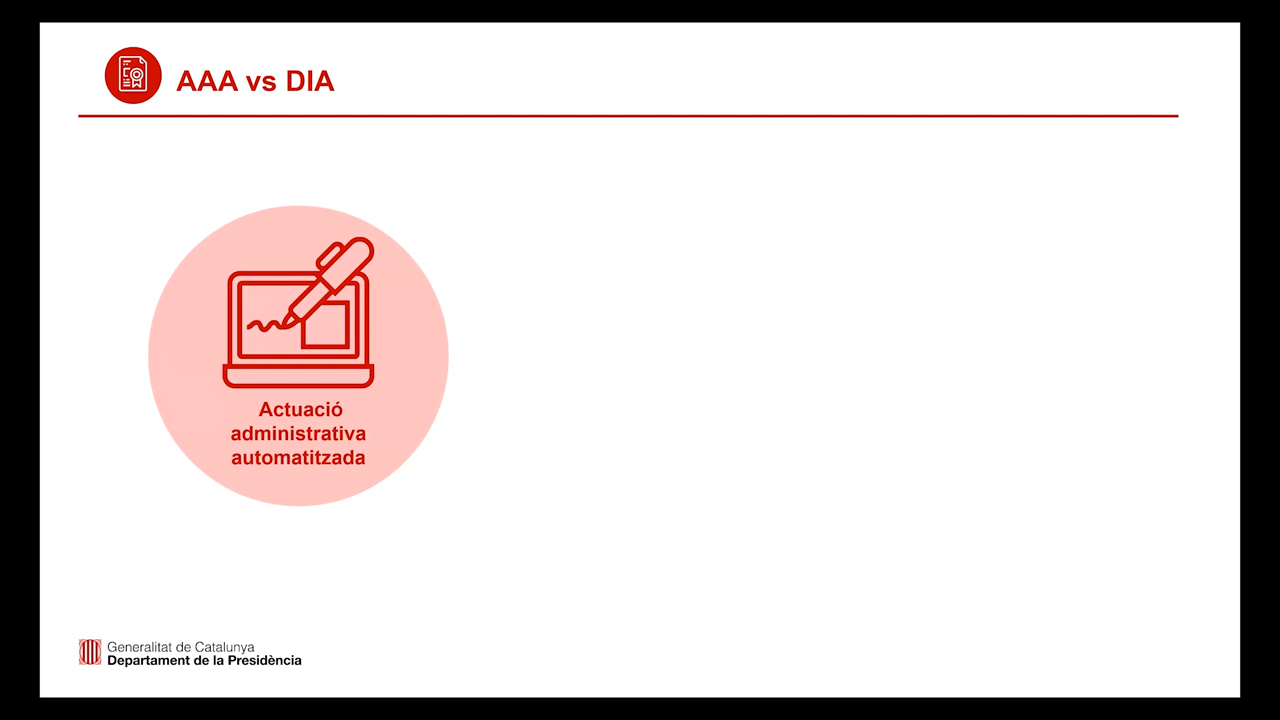 AAA vs DIA
Actuació
administrativa
automatitzada
Generalitat de Catalunya
Departament de la Presidència